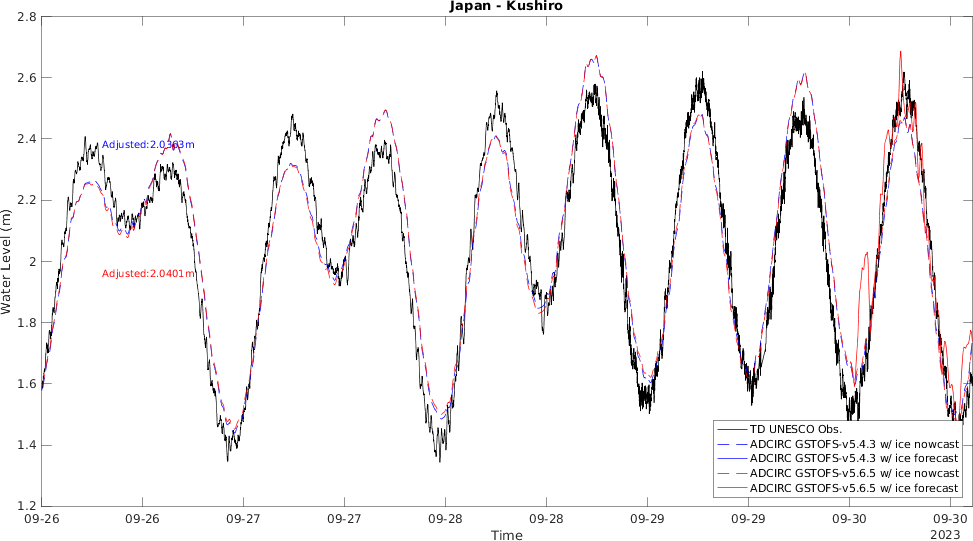 Japan - Kushiro
2.8
2.6
2.4
2.2
2
1.8
1.6
1.4
1.2
Water Level (m)
Adjusted:2.0303m
Adjusted:2.0401m
TD UNESCO Obs.
ADCIRC GSTOFS-v5.4.3 w/ ice nowcast
ADCIRC GSTOFS-v5.4.3 w/ ice forecast
ADCIRC GSTOFS-v5.6.5 w/ ice nowcast
ADCIRC GSTOFS-v5.6.5 w/ ice forecast
09-26 09-26 09-27 09-27 09-28 09-28 09-29 09-29 09-30 09-30
2023
Time